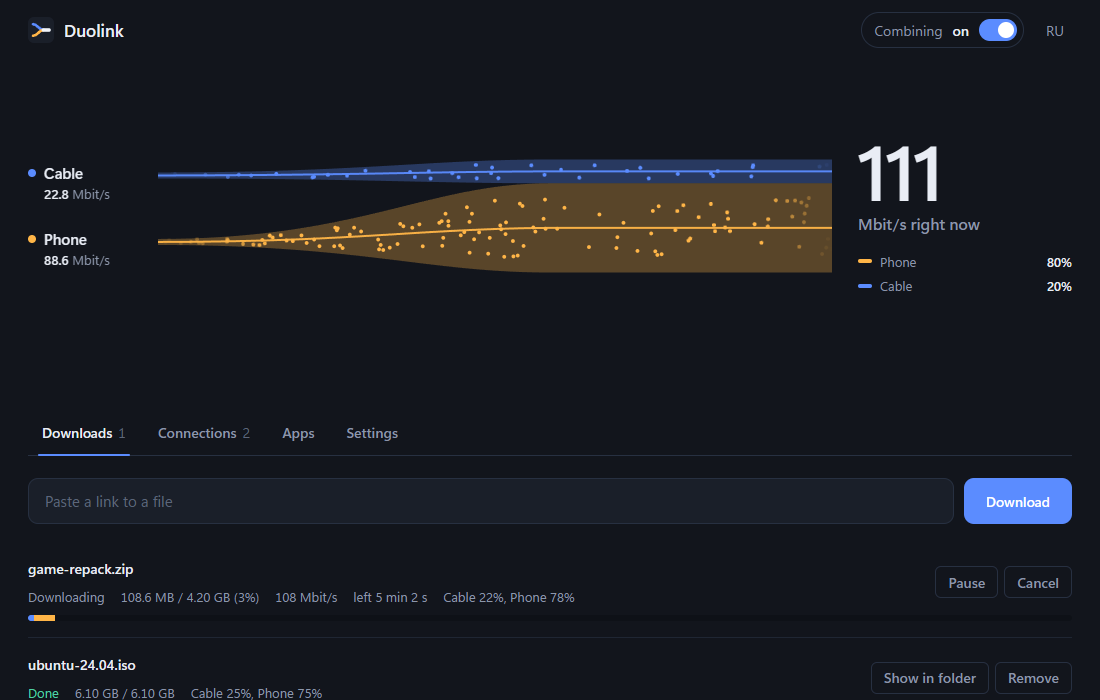 Duolink
Combining on
RU
Cable
22.8 Mbit/s
Phone
88.6 Mbit/s
111
Mbit/s right now
Phone 80%
Cable 20%
Downloads 1 Connections 2 Apps Settings
Paste a link to a file
Download
game-repack.zip
Downloading 108.6 MB / 4.20 GB (3%) 108 Mbit/s left 5 min 2 s Cable 22%, Phone 78%
Pause Cancel
ubuntu-24.04.iso
Done 6.10 GB / 6.10 GB Cable 25%, Phone 75%
Show in folder Remove